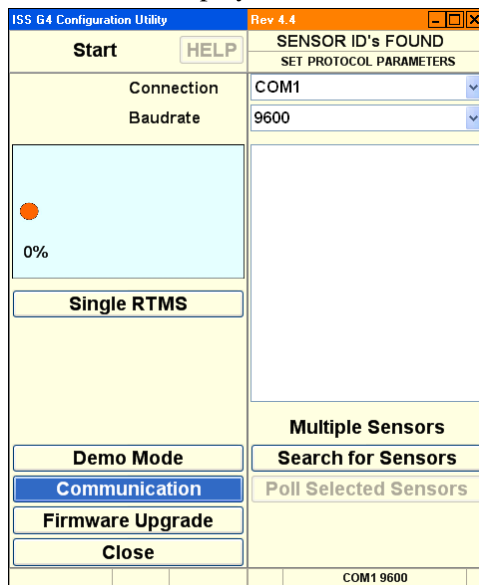 ISS G4 Configuration Utility Rev 4.4
Start HELP SENSOR ID's FOUND
SET PROTOCOL PARAMETERS
Connection COM1
Baudrate 9600
0%
Single RTMS
Multiple Sensors
Demo Mode Search for Sensors
Communication Poll Selected Sensors
Firmware Upgrade
Close
COM1 9600